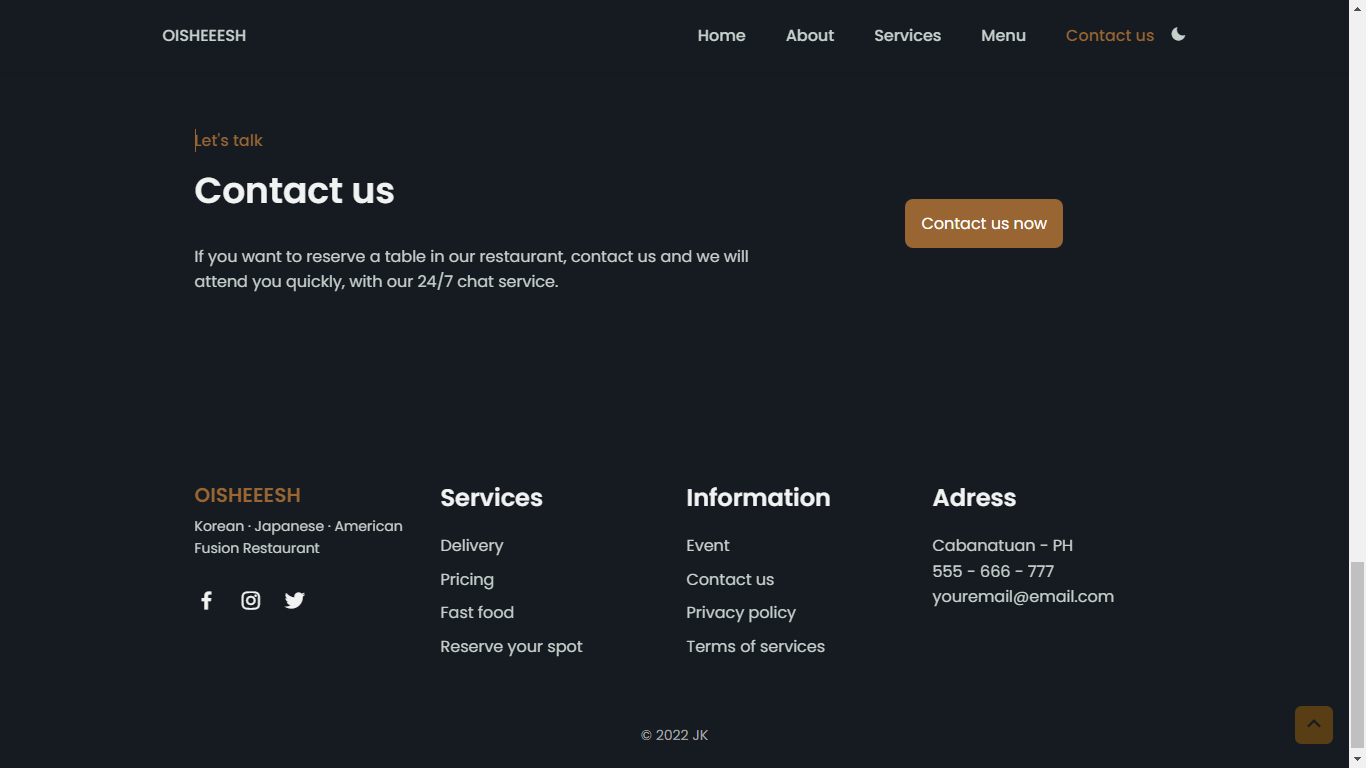 OISHEEESH
Home
About
Services
Menu
Contact us
Let's talk
Contact us
If you want to reserve a table in our restaurant, contact us and we will
attend you quickly, with our 24/7 chat service.
Contact us now
OISHEEESH
Korean · Japanese · American
Fusion Restaurant
Services
Delivery
Pricing
Fast food
Reserve your spot
Information
Event
Contact us
Privacy policy
Terms of services
Adress
Cabanatuan - PH
555 - 666 - 777
youremail@email.com
© 2022 JK